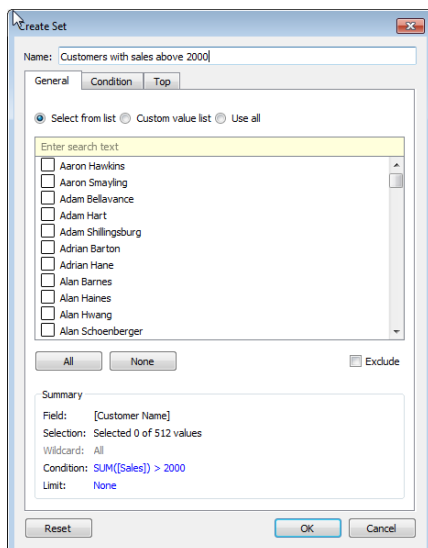 Create Set
Name: Customers with sales above 2000
General Condition Top
Select from list Custom value list Use all
Enter search text
Aaron Hawkins
Aaron Smayling
Adam Bellavance
Adam Hart
Adam Shillingsburg
Adrian Barton
Adrian Hane
Alan Barnes
Alan Haines
Alan Hwang
Alan Schoenberger
All None Exclude
Summary
Field: [Customer Name]
Selection: Selected 0 of 512 values
Wildcard: All
Condition: SUM([Sales]) > 2000
Limit: None
Reset OK Cancel